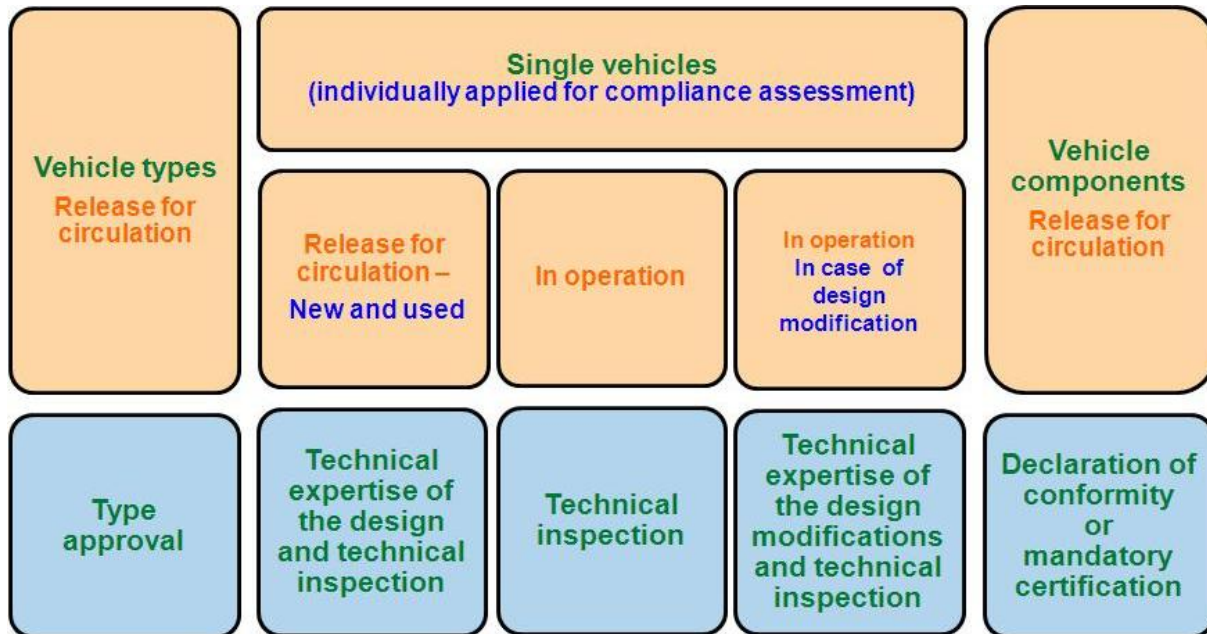 Vehicle types
Release for
circulation
Single vehicles
(individually applied for compliance assessment)
Release for
circulation –
New and used
In operation
In operation
In case of
design
modification
Vehicle
components
Release for
circulation
Type
approval
Technical
expertise of
the design
and technical
inspection
Technical
inspection
Technical
expertise of
the design
modifications
and technical
inspection
Declaration of
conformity
or
mandatory
certification